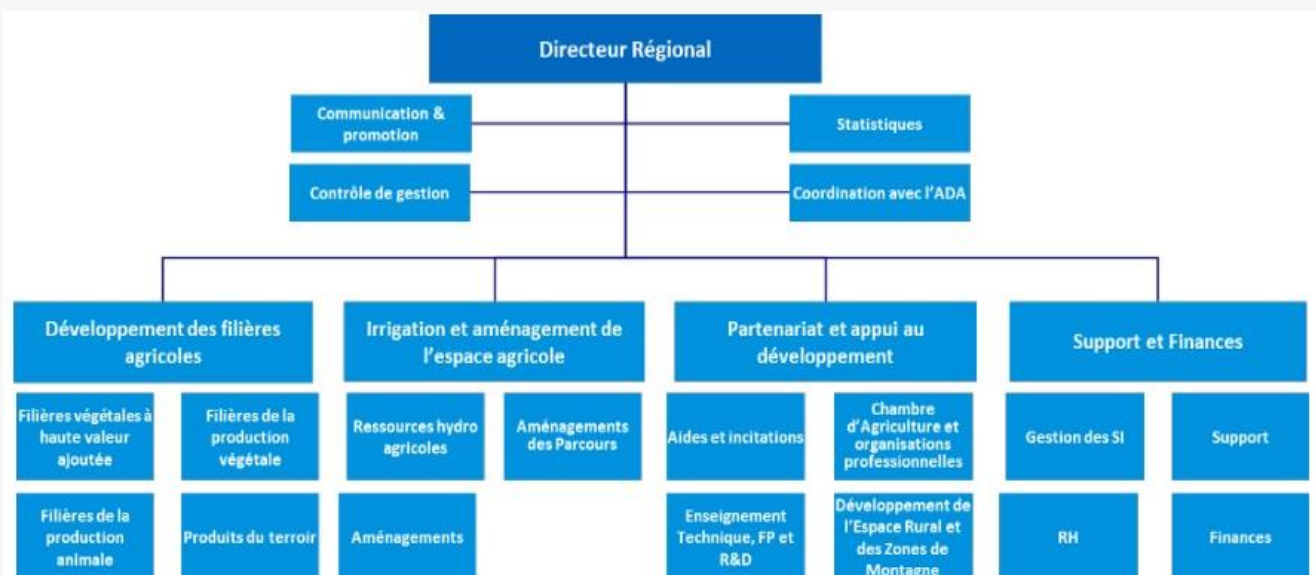 Directeur Régional
Communication &
promotion
Statistiques
Contrôle de gestion
Coordination avec l'ADA
Développement des filières
agricoles
Irrigation et aménagement de
l'espace agricole
Partenariat et appui au
développement
Support et Finances
Filières végétales à
haute valeur
ajoutée
Filières de la
production
végétale
Ressources hydro
agricoles
Aménagements
des Parcours
Aides et incitations
Chambre
d'Agriculture et
organisations
professionnelles
Gestion des SI
Support
Filières de la
production
animale
Produits du terroir
Aménagements
Enseignement
Technique, FP et
R&D
Développement de
l'Espace Rural et
des Zones de
Montagne
RH
Finances